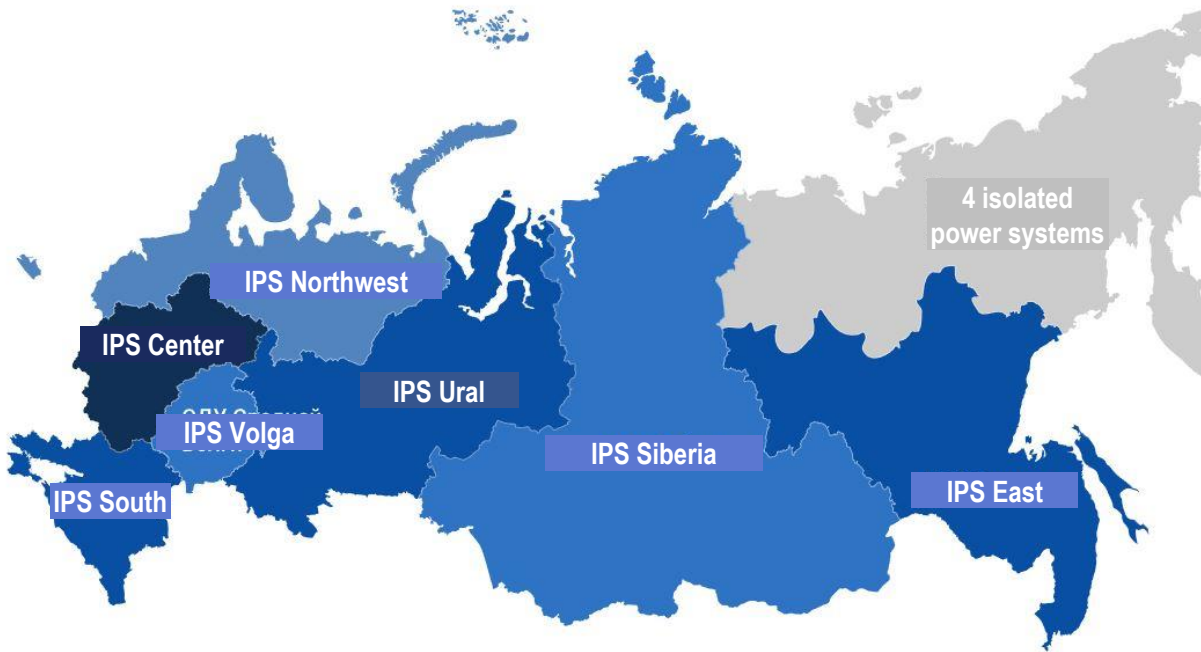 4 isolated
power systems
IPS Northwest
IPS Center
IPS Ural
IPS Volga
IPS Siberia
IPS South
IPS East